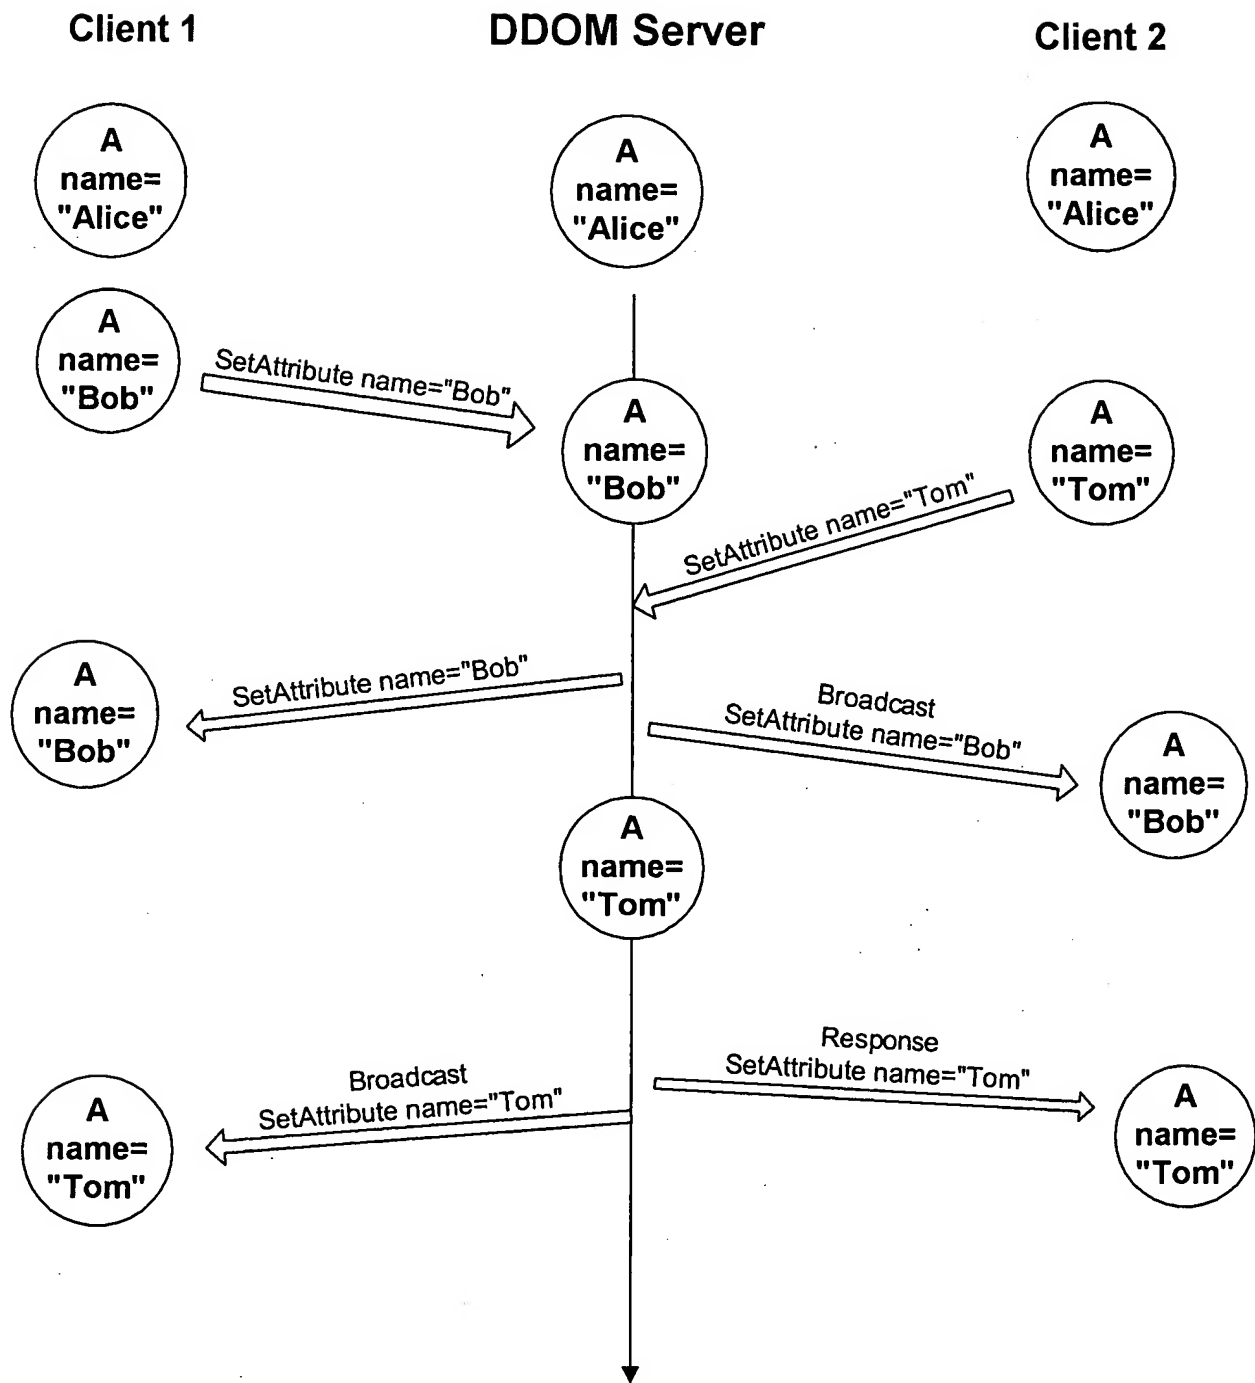 Client 1
DDOM Server
Client 2
A
name=
"Alice"
A
name=
"Alice"
A
name=
"Alice"
A
name=
"Bob"
SetAttribute name="Bob"
A
name=
"Bob"
A
name=
"Tom"
SetAttribute name="Tom"
A
name=
"Bob"
SetAttribute name="Bob"
Broadcast
SetAttribute name="Bob"
A
name=
"Bob"
A
name=
"Tom"
Broadcast
SetAttribute name="Tom"
Response
SetAttribute name="Tom"
A
name=
"Tom"
A
name=
"Tom"